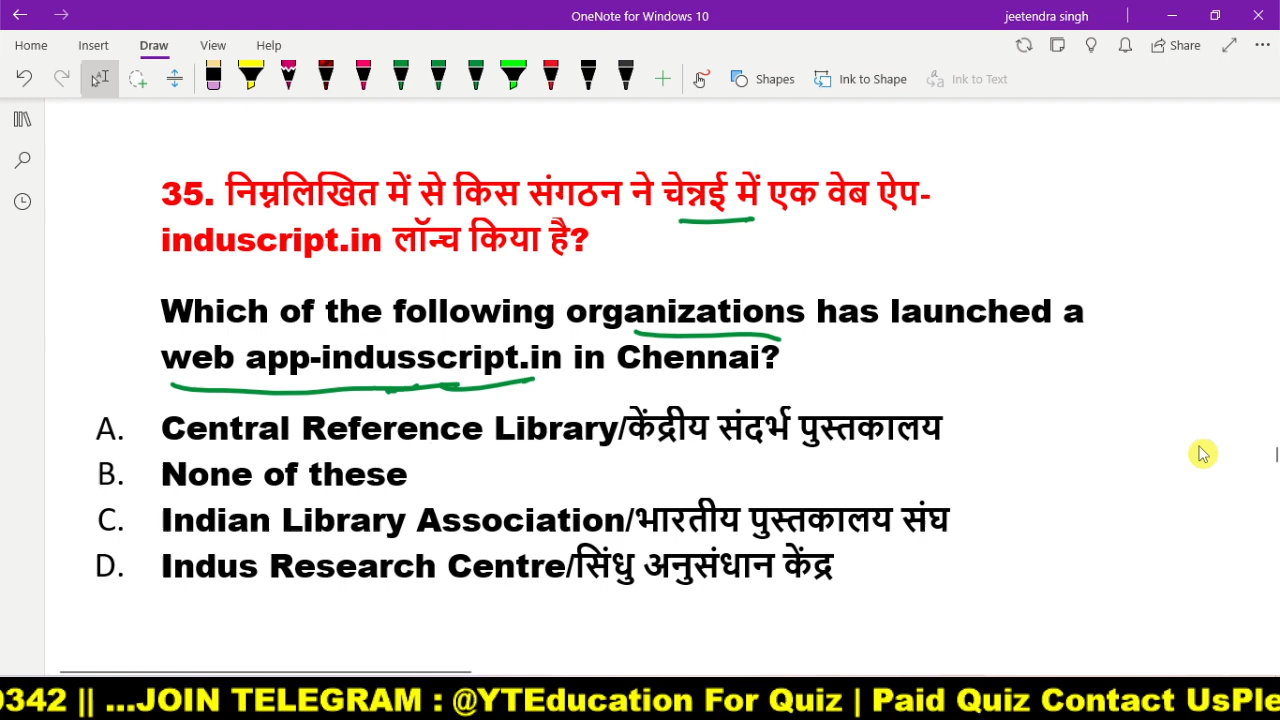 OneNote for Windows 10
jeetendra singh
Home Insert Draw View Help
Share
Shapes Ink to Shape Ink to Text
35. निम्नलिखित में से किस संगठन ने चेन्नई में एक वेब ऐप-
induscript.in लॉन्च किया है?
Which of the following organizations has launched a
web app-indusscript.in in Chennai?
A. Central Reference Library/केंद्रीय संदर्भ पुस्तकालय
B. None of these
C. Indian Library Association/भारतीय पुस्तकालय संघ
D. Indus Research Centre/सिंधु अनुसंधान केंद्र
0342 || ...JOIN TELEGRAM : @YTEducation For Quiz | Paid Quiz Contact UsPle